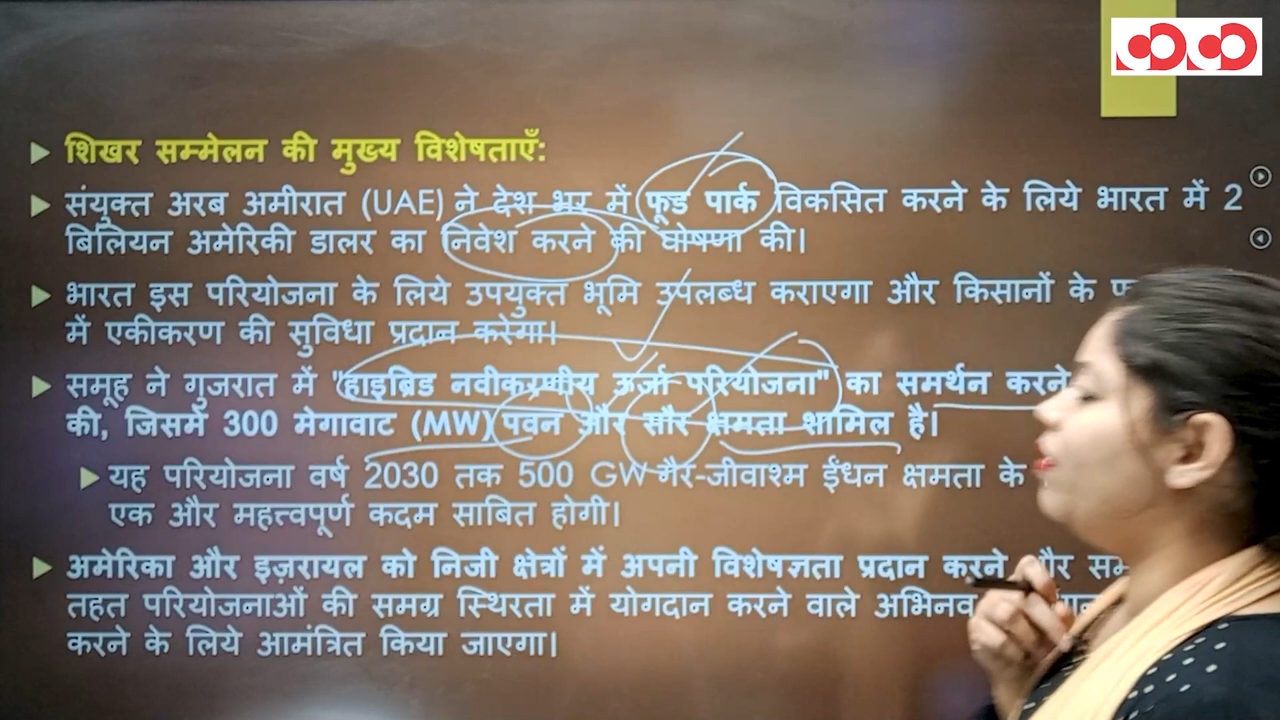 शिखर सम्मेलन की मुख्य विशेषताएँ:
संयुक्त अरब अमीरात (UAE) ने देश भर में फूड पार्क विकसित करने के लिये भारत में 2
बिलियन अमेरिकी डालर का निवेश करने की घोषणा की।
भारत इस परियोजना के लिये उपयुक्त भूमि उपलब्ध कराएगा और किसानों के
में एकीकरण की सुविधा प्रदान करेगा।
समूह ने गुजरात में "हाइब्रिड नवीकरणीय ऊर्जा परियोजना" का समर्थन करने
की, जिसमें 300 मेगावाट (MW) पवन और सौर क्षमता शामिल है।
यह परियोजना वर्ष 2030 तक 500 GW गैर-जीवाश्म ईंधन क्षमता के
एक और महत्त्वपूर्ण कदम साबित होगी।
अमेरिका और इज़रायल को निजी क्षेत्रों में अपनी विशेषज्ञता प्रदान करने और
तहत परियोजनाओं की समग्र स्थिरता में योगदान करने वाले अभिनव
करने के लिये आमंत्रित किया जाएगा।